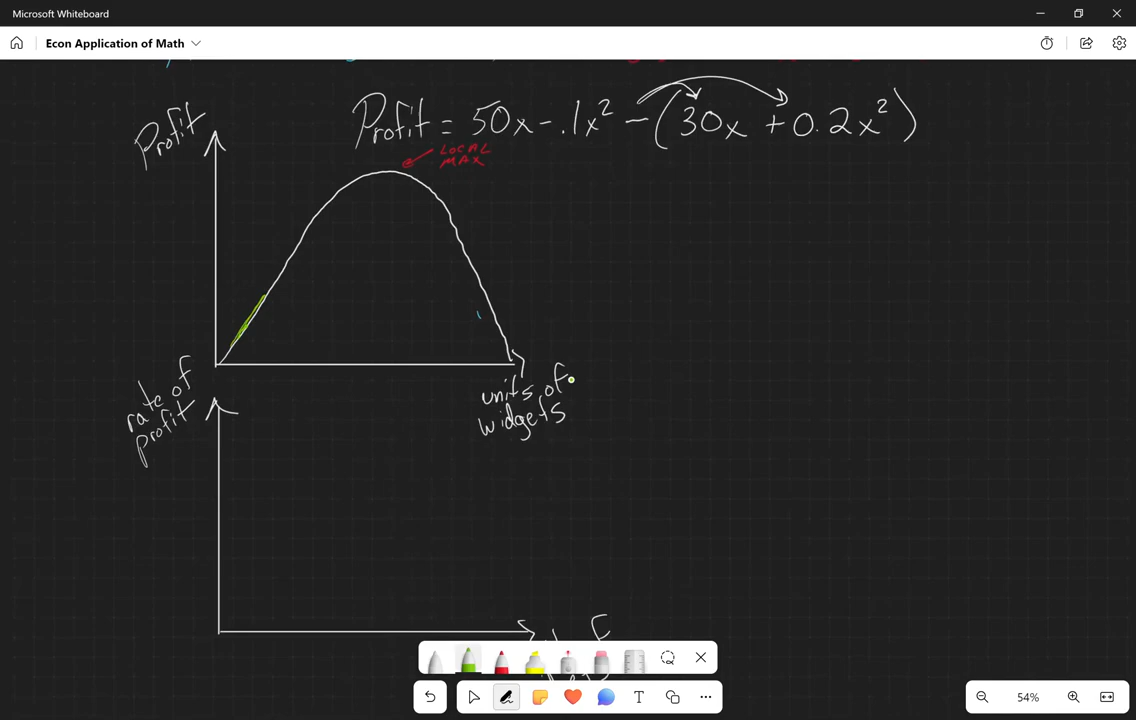 Microsoft Whiteboard
Econ Application of Math
Profit = 50x - .1x² - (30x + 0.2x²)
Profit
LOCAL
MAX
units of
widgets
rate of
profit
54%